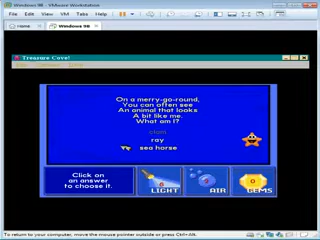 Windows 98 - VMware Workstation
File Edit View VM Tabs Help
Home Windows 98
Treasure Cove!
On a merry-go-round,
You can often see
An animal that looks
A bit like me.
What am I?
clam
ray
sea horse
Click on
an answer
to choose it.
LIGHT
AIR
GEMS
To return to your computer, move the mouse pointer outside or press Ctrl+Alt.